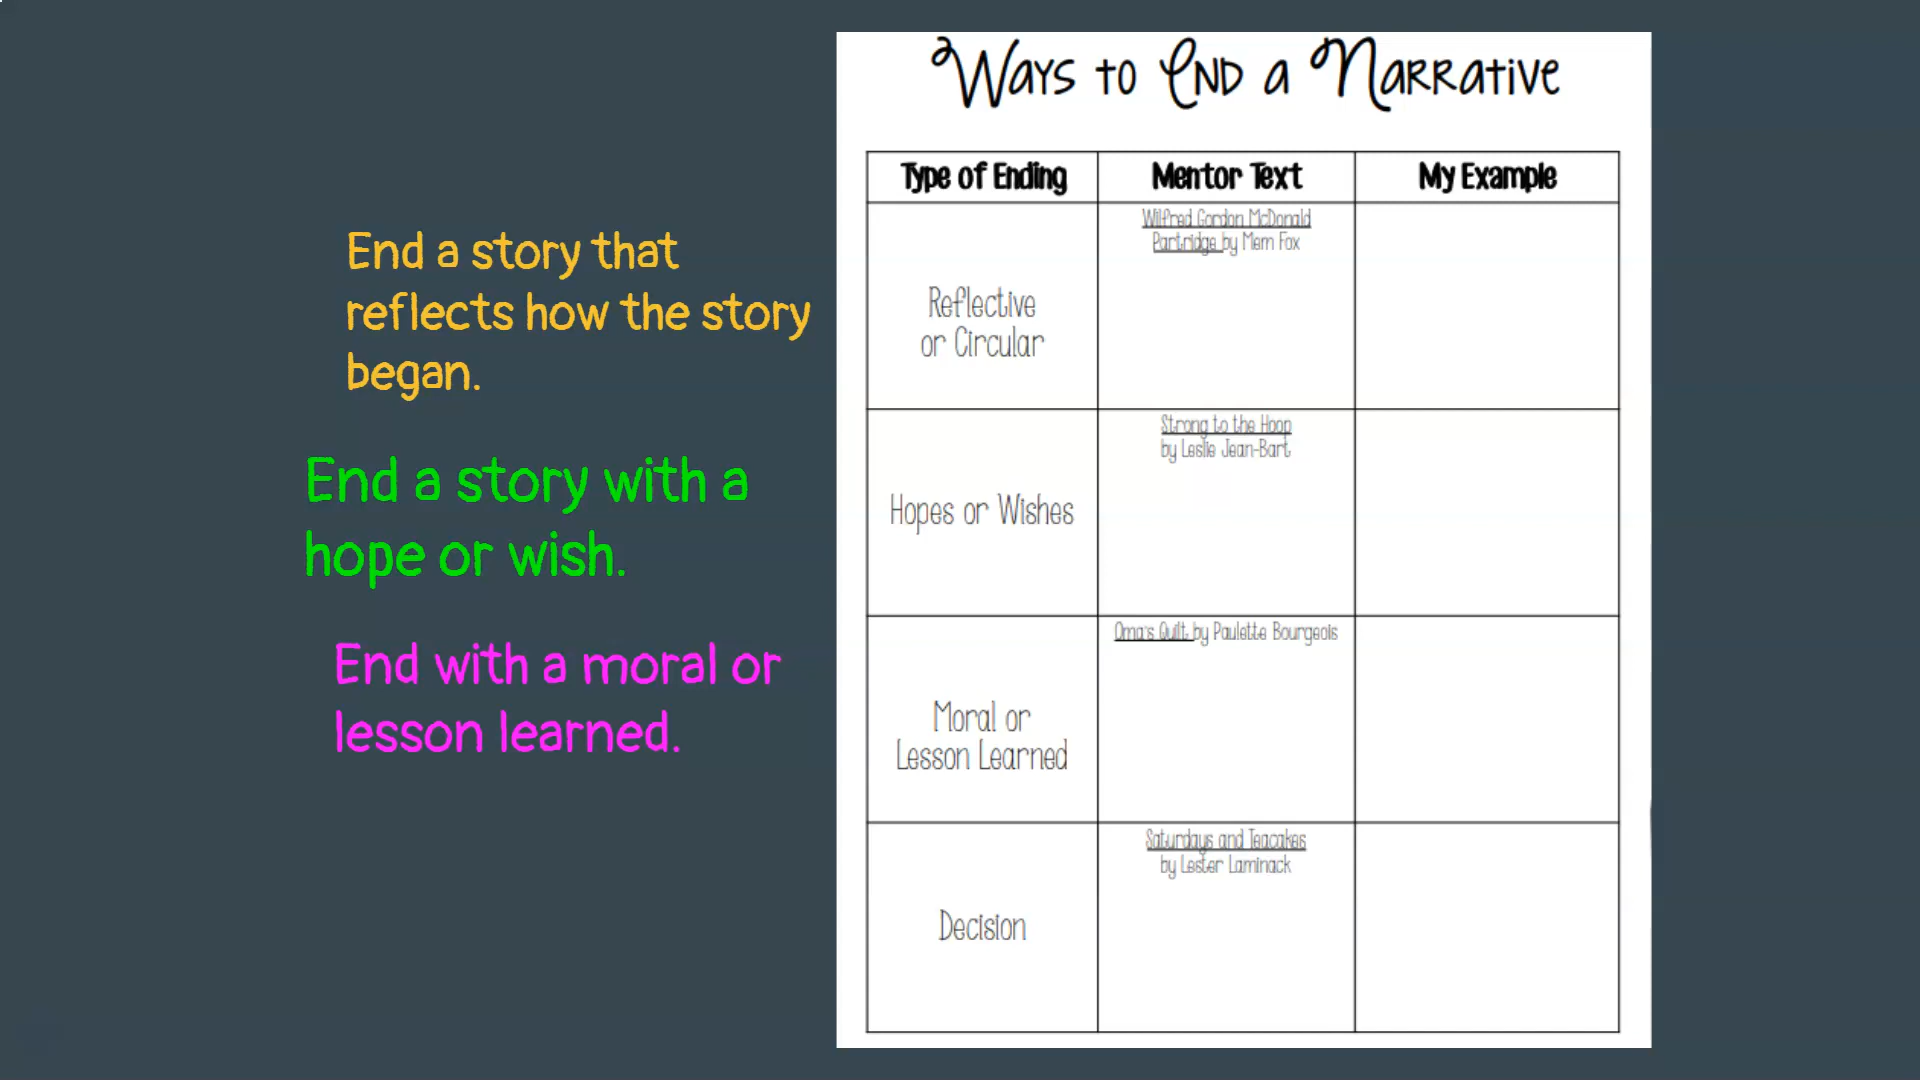 End a story that
reflects how the story
began.
End a story with a
hope or wish.
End with a moral or
lesson learned.
Ways to End a Narrative
Type of Ending
Mentor Text
My Example
Reflective
or Circular
Wilfred Gordon McDonald
Partridge by Mem Fox
Hopes or Wishes
Strong to the Hoop
by Leslie Jean-Bart
Moral or
Lesson Learned
Oma's Quilt by Paulette Bourgeois
Decision
Saturdays and Teacakes
by Lester Laminack